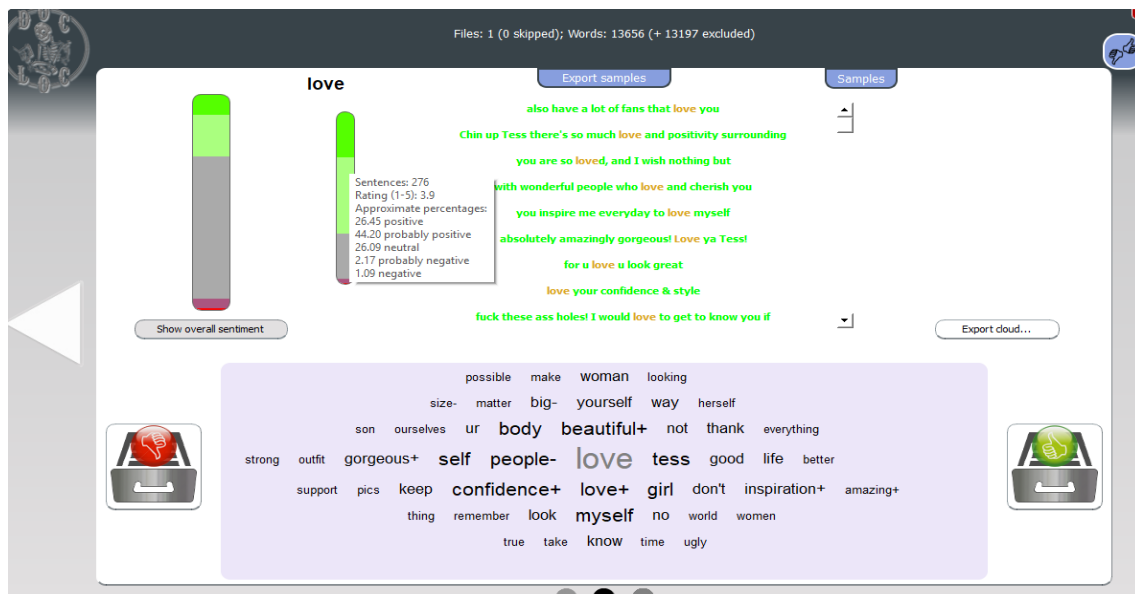 DOC
LOC
Files: 1 (0 skipped); Words: 13656 (+ 13197 excluded)
love
Export samples
Samples
also have a lot of fans that love you
Chin up Tess there's so much love and positivity surrounding
you are so loved, and I wish nothing but
with wonderful people who love and cherish you
you inspire me everyday to love myself
absolutely amazingly gorgeous! Love ya Tess!
for u love u look great
love your confidence & style
fuck these ass holes! I would love to get to know you if
Sentences: 276
Rating (1-5): 3.9
Approximate percentages:
26.45 positive
44.20 probably positive
26.09 neutral
2.17 probably negative
1.09 negative
Show overall sentiment
Export cloud...
possible make woman looking
size- matter big- yourself way herself
son ourselves ur body beautiful+ not thank everything
strong outfit gorgeous+ self people- love tess good life better
support pics keep confidence+ love+ girl don't inspiration+ amazing+
thing remember look myself no world women
true take know time ugly